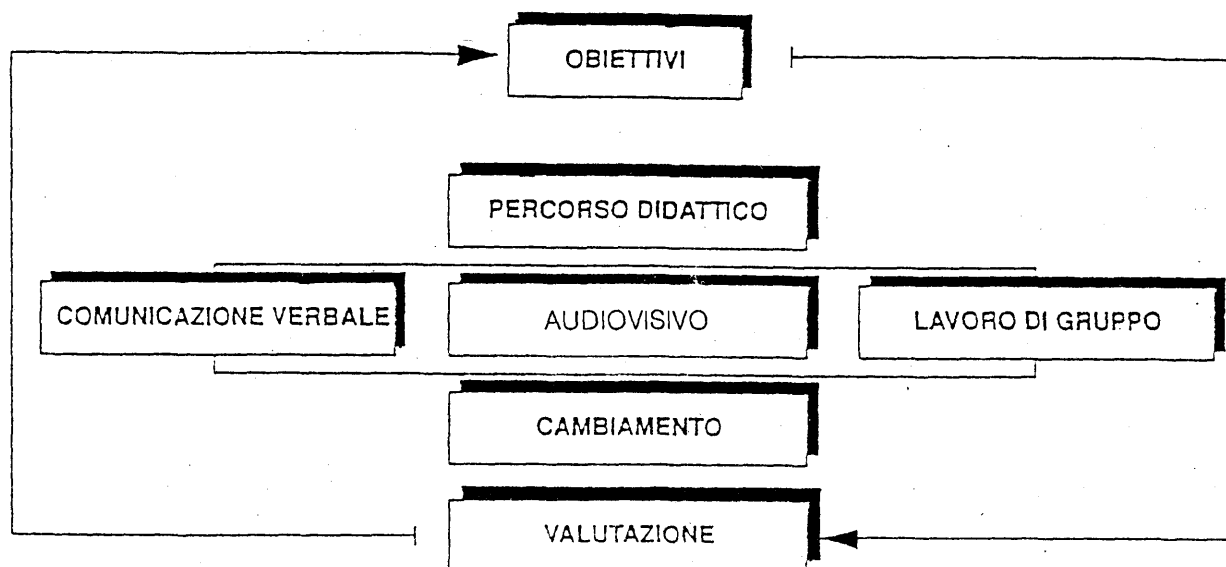 OBIETTIVI
PERCORSO DIDATTICO
COMUNICAZIONE VERBALE
AUDIOVISIVO
LAVORO DI GRUPPO
CAMBIAMENTO
VALUTAZIONE